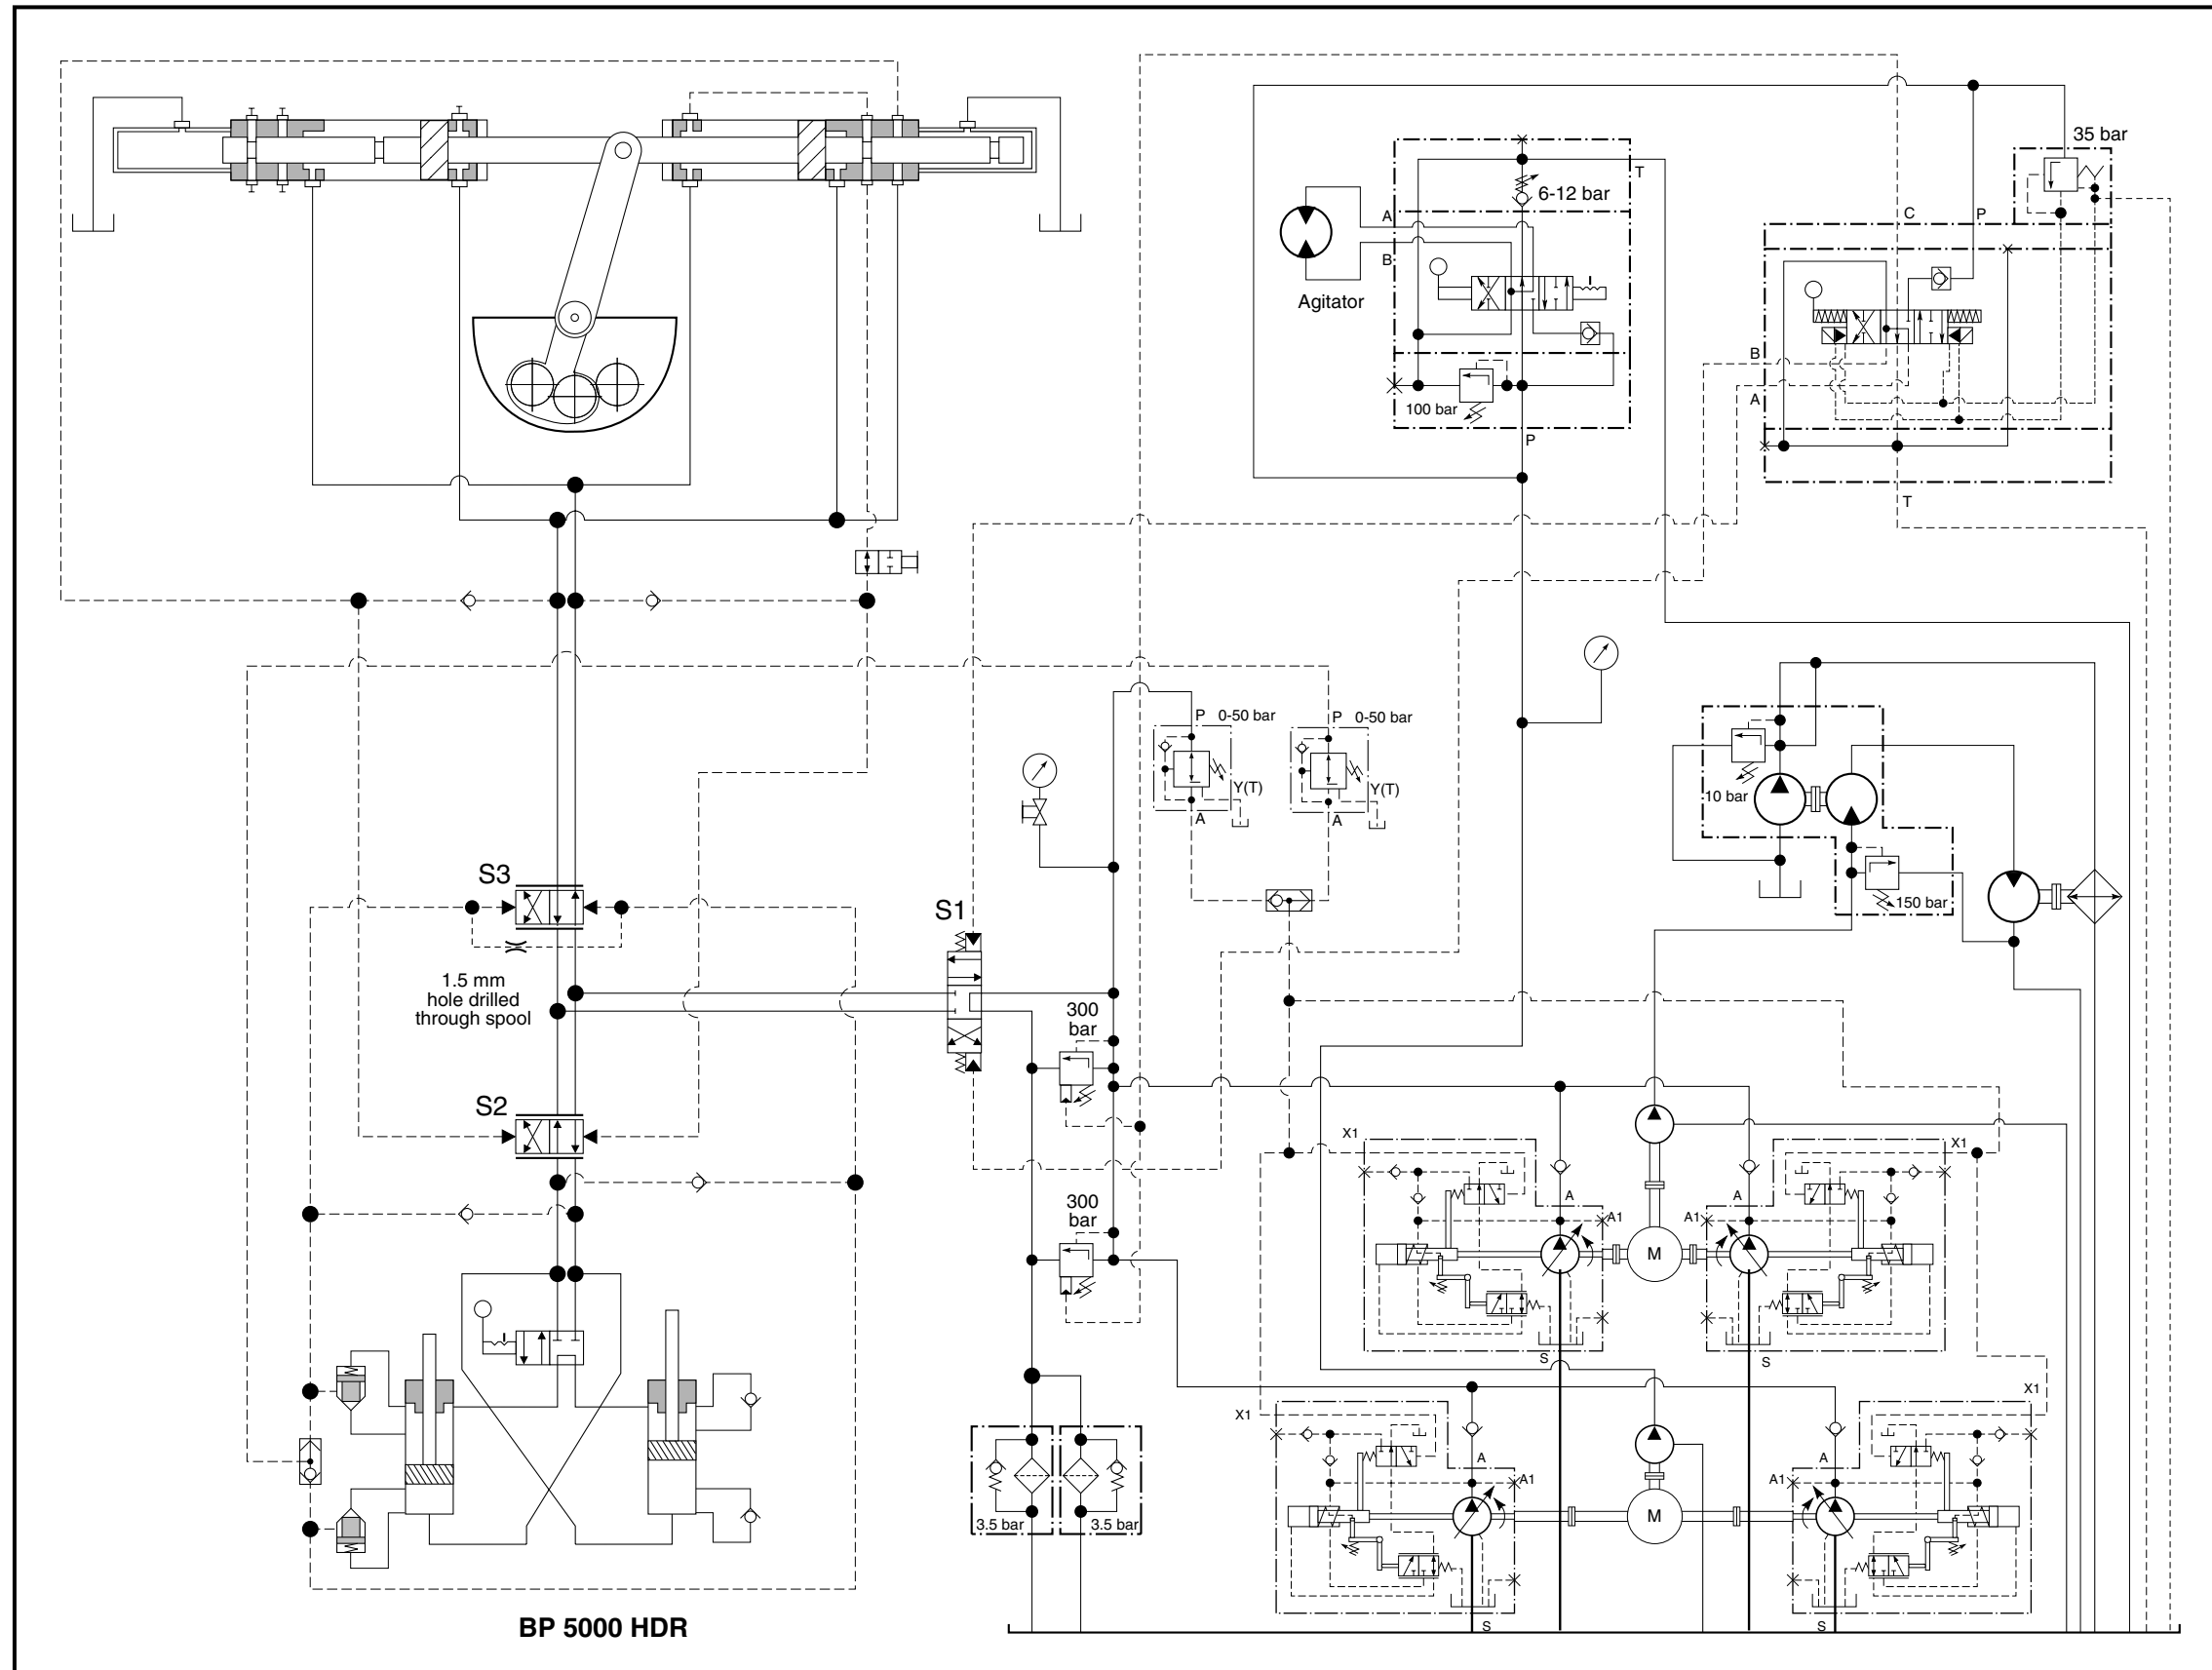 35 bar
T
6-12 bar
A
B
Agitator
C
P
B
A
100 bar
P
T
P
0-50 bar
P
0-50 bar
Y(T)
Y(T)
A
A
10 bar
150 bar
S3
S1
1.5 mm
hole drilled
through spool
300
bar
S2
X1
X1
A
A
A1
A1
M
300
bar
S
S
X1
X1
A
A
A1
A1
M
3.5 bar
3.5 bar
S
S
BP 5000 HDR